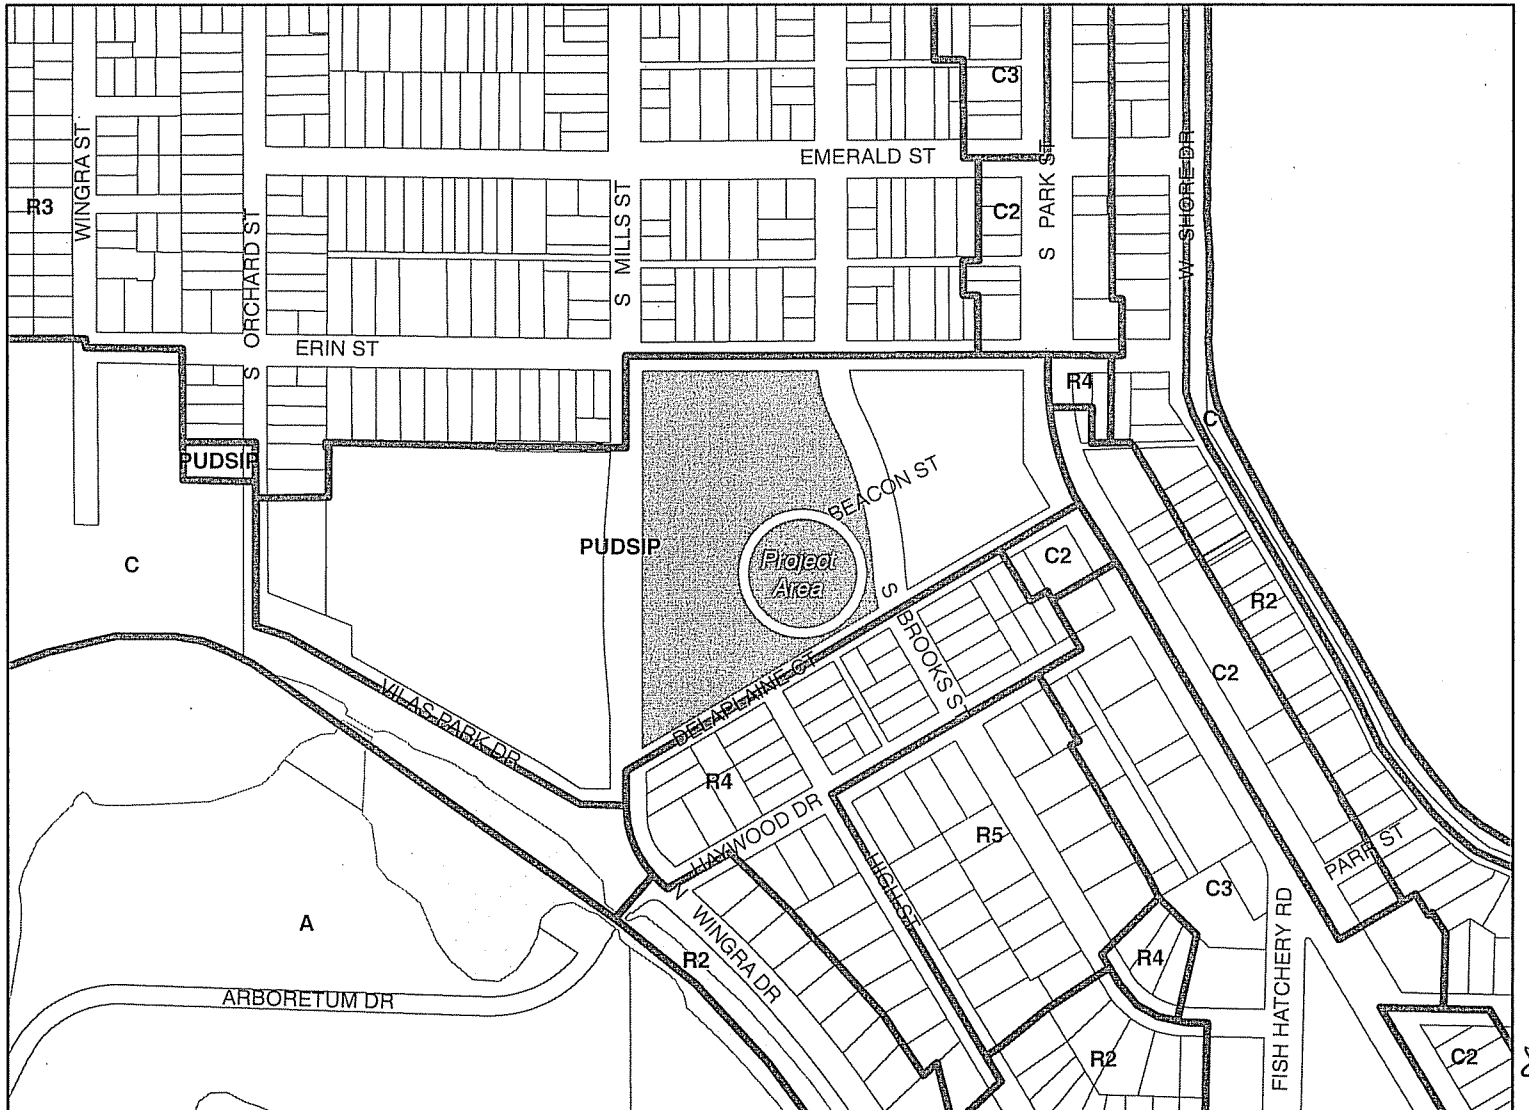 C3
EMERALD ST
WINGRA ST
R3
S ORCHARD ST
S MILLS ST
C2
S PARK ST
W SHORE DR
ERIN ST
R4
C
PUDSIP
BEACON ST
PUDSIP
C
Project
Area
C2
R2
S BROOKS ST
C2
DELAPLAINE CT
VILAS PARK DR
R4
HAYWOOD DR
R5
HIGH ST
PARR ST
C3
FISH HATCHERY RD
A
N WINGRA DR
R2
R4
ARBORETUM DR
R2
C2